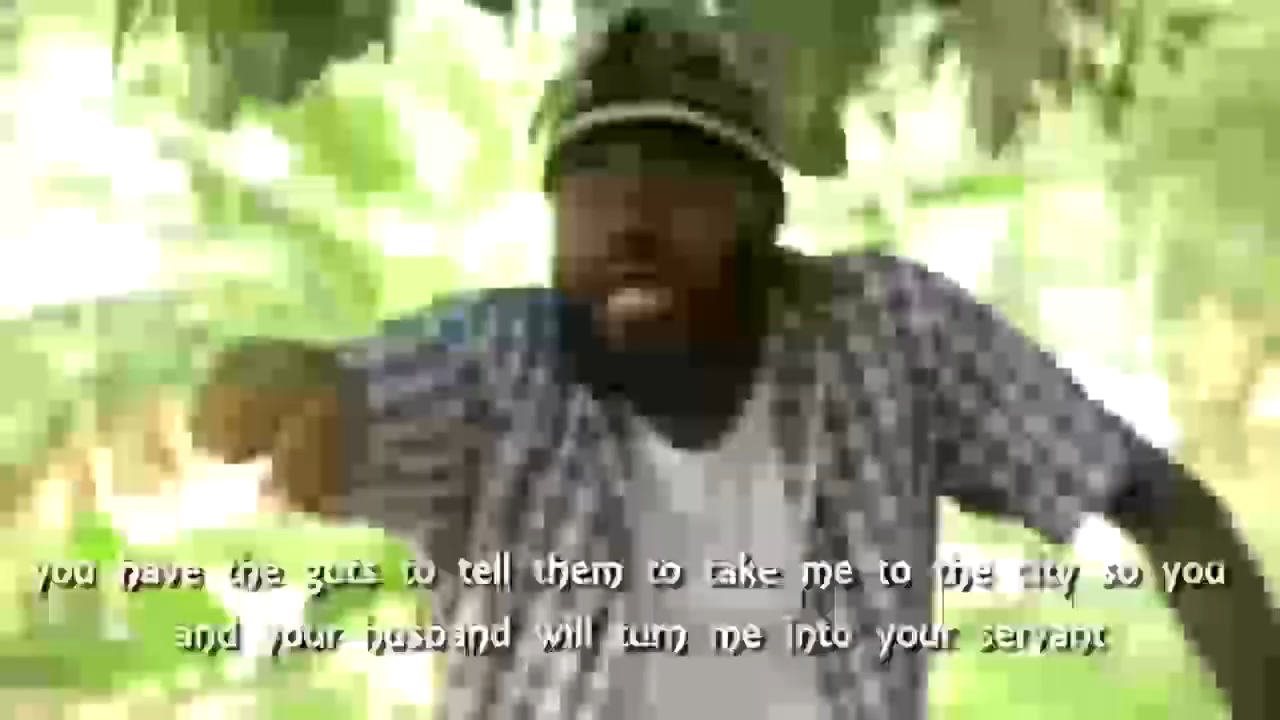 you have the guts to tell them to take me to the city so you
and your husband will turn me into your servant